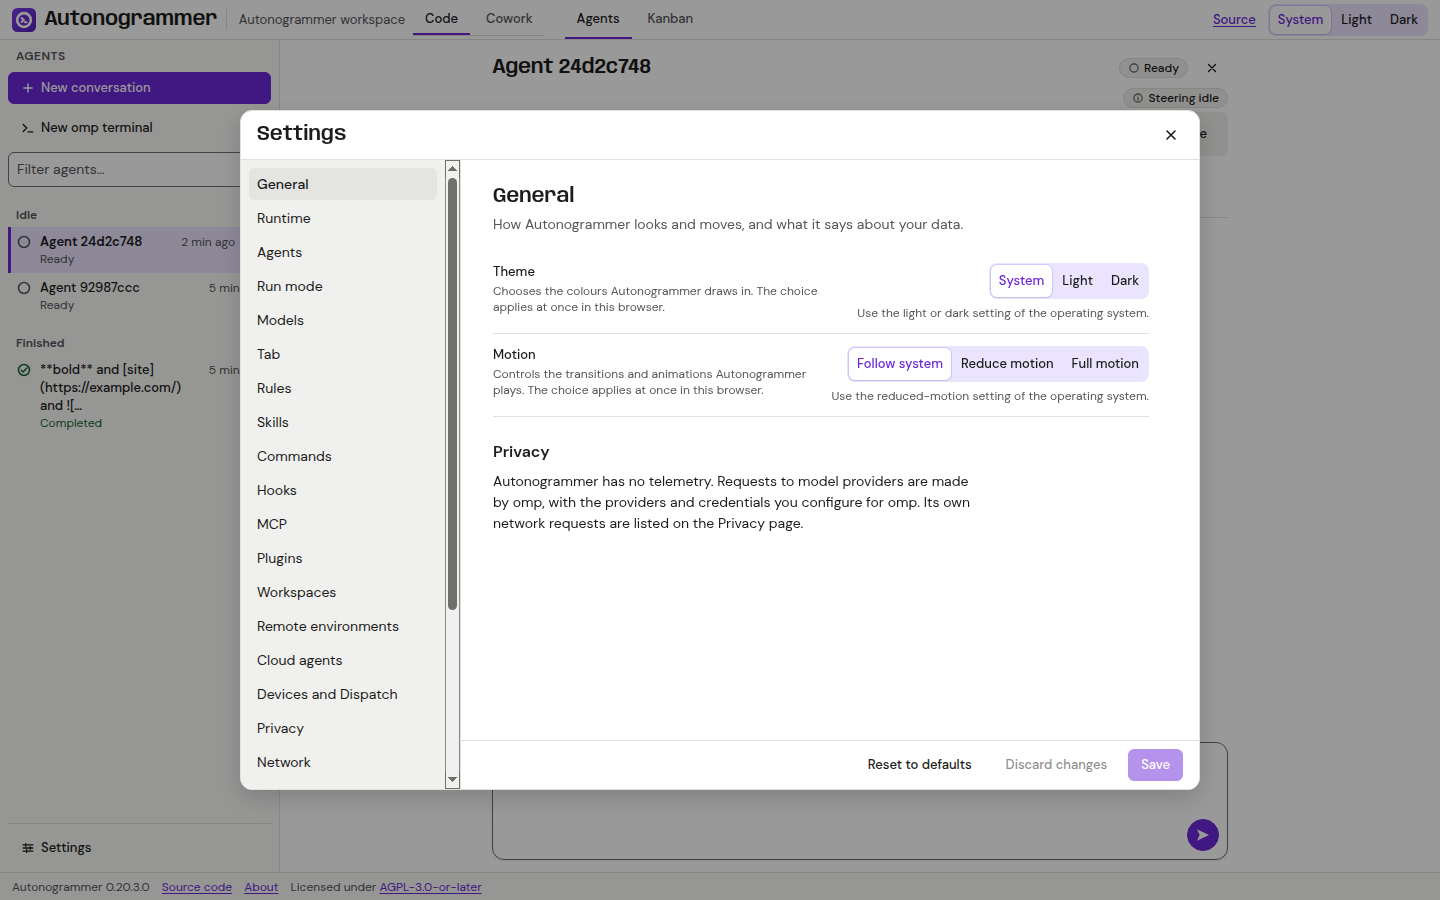 Autonogrammer
Autonogrammer workspace
Code
Cowork
Agents
Kanban
Source
System
Light
Dark
AGENTS
New conversation
New omp terminal
Filter agents...
Idle
Agent 24d2c748
2 min ago
Ready
Agent 92987ccc
5 min
Ready
Finished
**bold** and [site]
5 min
(https://example.com/)
and ![...
Completed
Settings
Agent 24d2c748
Ready
Steering idle
Settings
General
Runtime
Agents
Run mode
Models
Tab
Rules
Skills
Commands
Hooks
MCP
Plugins
Workspaces
Remote environments
Cloud agents
Devices and Dispatch
Privacy
Network
General
How Autonogrammer looks and moves, and what it says about your data.
Theme
Chooses the colours Autonogrammer draws in. The choice
applies at once in this browser.
System
Light
Dark
Use the light or dark setting of the operating system.
Motion
Controls the transitions and animations Autonogrammer
plays. The choice applies at once in this browser.
Follow system
Reduce motion
Full motion
Use the reduced-motion setting of the operating system.
Privacy
Autonogrammer has no telemetry. Requests to model providers are made
by omp, with the providers and credentials you configure for omp. Its own
network requests are listed on the Privacy page.
Reset to defaults
Discard changes
Save
Autonogrammer 0.20.3.0
Source code
About
Licensed under AGPL-3.0-or-later